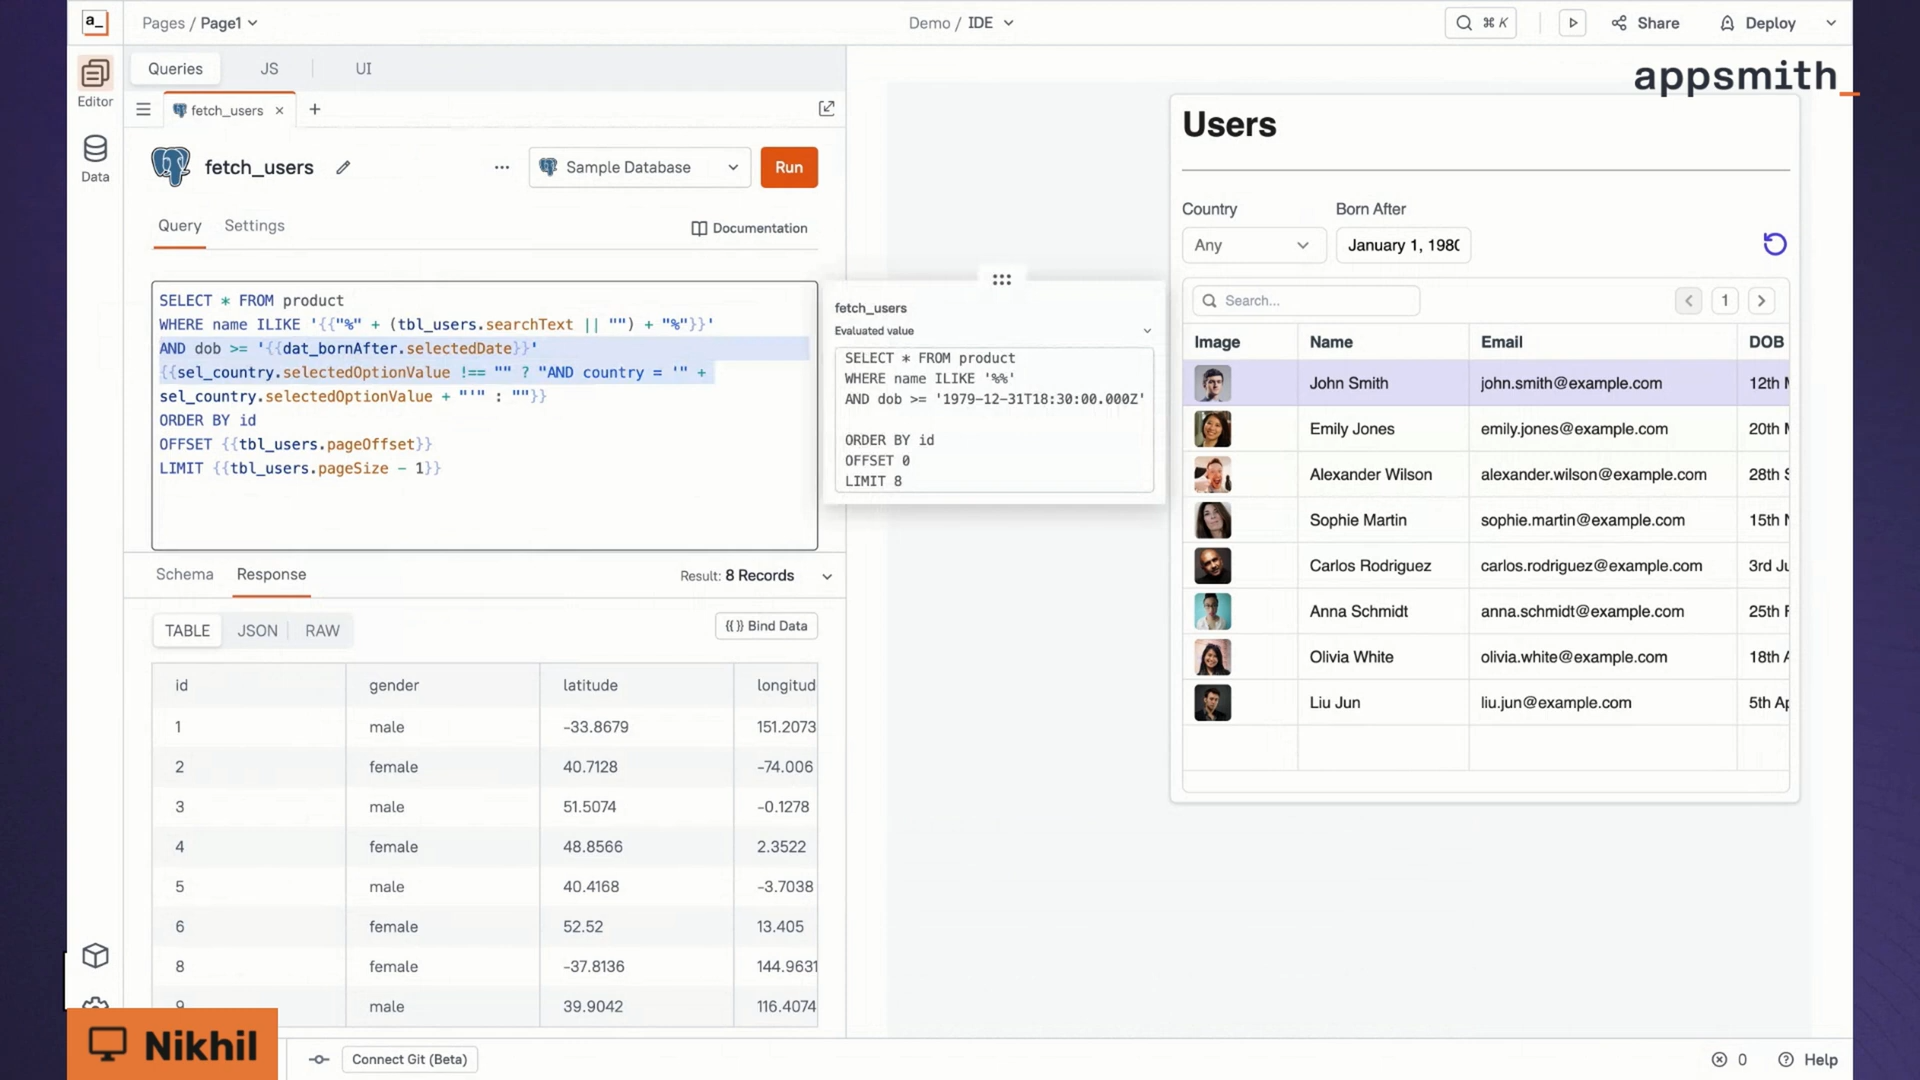 a_
Pages / Page1
Demo / IDE
⌘ K
Share
Deploy
Editor
Data
Queries
JS
UI
appsmith_
fetch_users
fetch_users
Sample Database
Run
Query
Settings
Documentation
SELECT * FROM product
WHERE name ILIKE '{{"%" + (tbl_users.searchText || "") + "%"}}'
AND dob >= '{{dat_bornAfter.selectedDate}}'
{{sel_country.selectedOptionValue !== "" ? "AND country = '" +
sel_country.selectedOptionValue + "'" : ""}}
ORDER BY id
OFFSET {{tbl_users.pageOffset}}
LIMIT {{tbl_users.pageSize - 1}}
fetch_users
Evaluated value
SELECT * FROM product
WHERE name ILIKE '%%'
AND dob >= '1979-12-31T18:30:00.000Z'
ORDER BY id
OFFSET 0
LIMIT 8
Schema
Response
Result: 8 Records
TABLE
JSON
RAW
{{}} Bind Data
id gender latitude longitud
1 male -33.8679 151.2073
2 female 40.7128 -74.006
3 male 51.5074 -0.1278
4 female 48.8566 2.3522
5 male 40.4168 -3.7038
6 female 52.52 13.405
8 female -37.8136 144.9631
9 male 39.9042 116.4074
Users
Country
Born After
Any
January 1, 198
Search...
1
Image Name Email DOB
John Smith john.smith@example.com 12th
Emily Jones emily.jones@example.com 20th
Alexander Wilson alexander.wilson@example.com 28th
Sophie Martin sophie.martin@example.com 15th
Carlos Rodriguez carlos.rodriguez@example.com 3rd Ju
Anna Schmidt anna.schmidt@example.com 25th
Olivia White olivia.white@example.com 18th
Liu Jun liu.jun@example.com 5th Ap
Nikhil
Connect Git (Beta)
0
Help